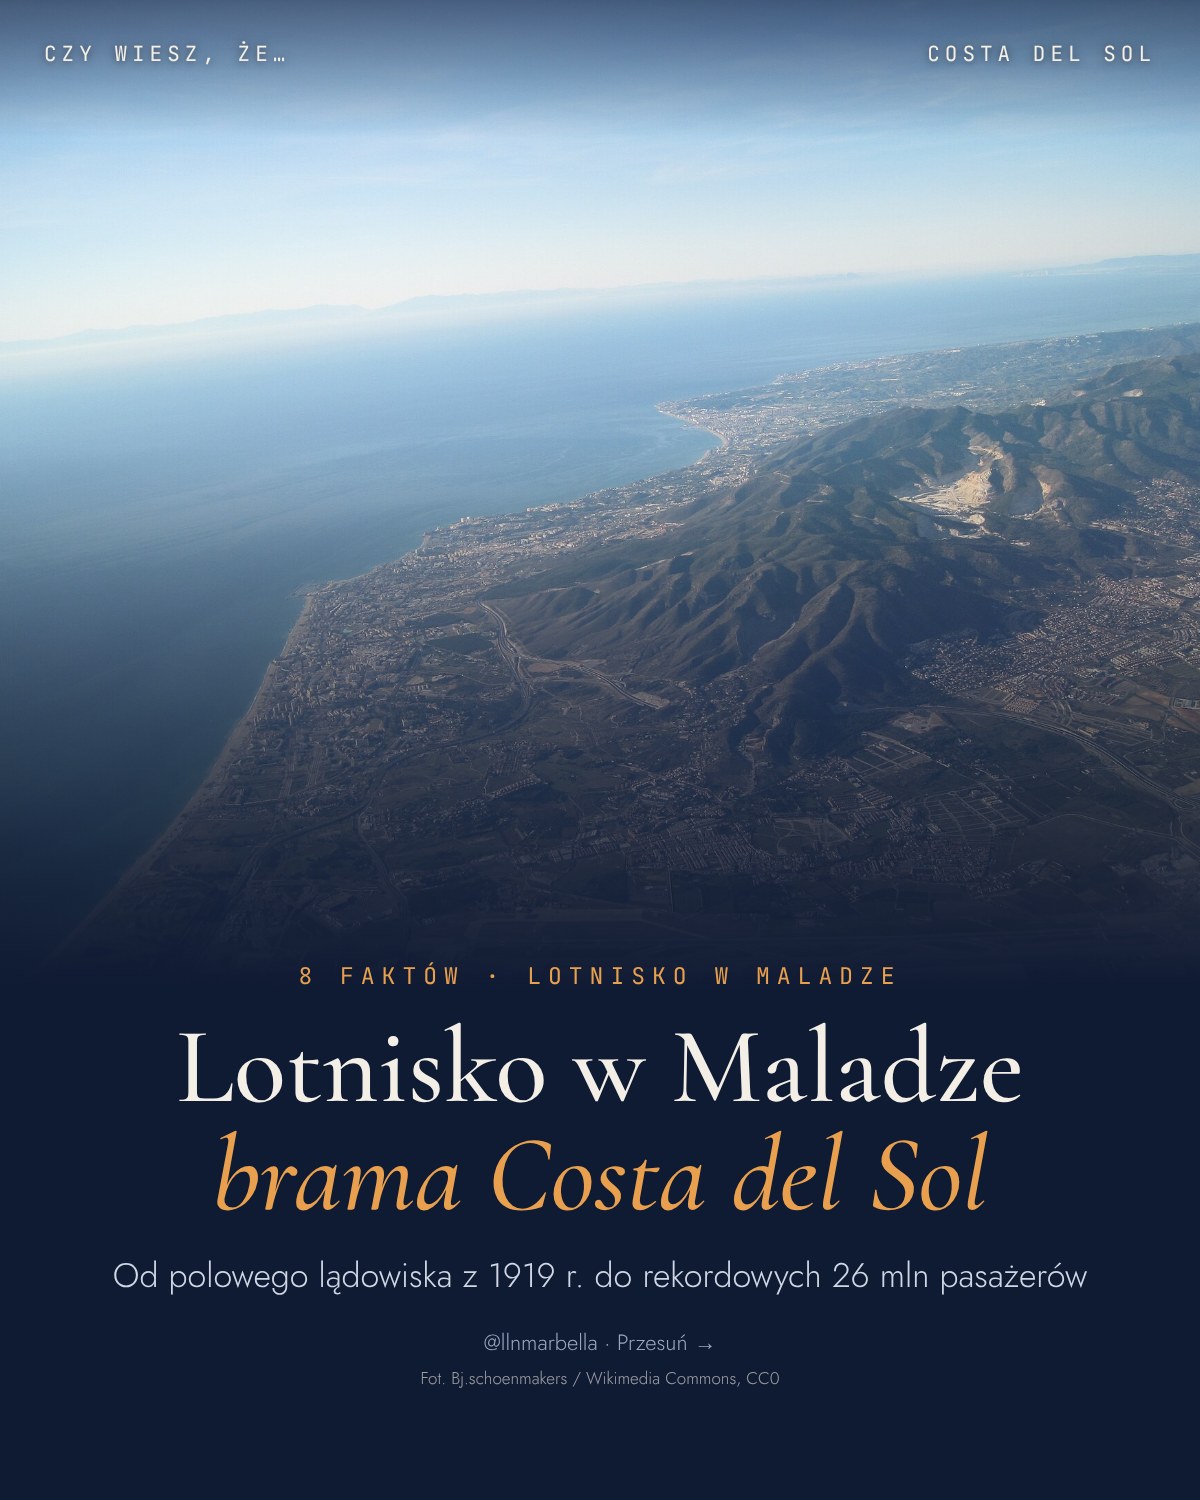 CZY WIESZ, ŻE…
COSTA DEL SOL
8 FAKTÓW · LOTNISKO W MALADZE
Lotnisko w Maladze
brama Costa del Sol
Od polowego lądowiska z 1919 r. do rekordowych 26 mln pasażerów
@llnmarbella · Przesuń →
Fot. Bj.schoenmakers / Wikimedia Commons, CC0